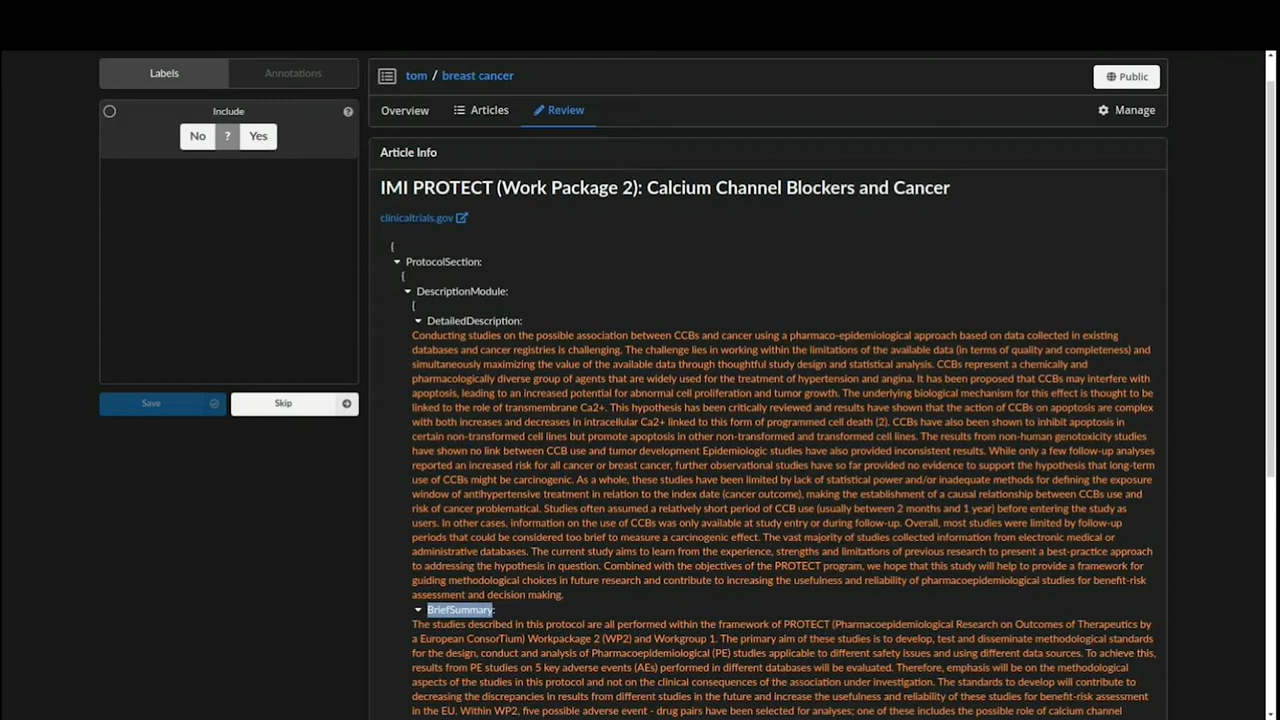 Labels
Annotations
Include
No ? Yes
Save
Skip
tom / breast cancer
Public
Overview
Articles
Review
Manage
Article Info
IMI PROTECT (Work Package 2): Calcium Channel Blockers and Cancer
clinicaltrials.gov
{
ProtocolSection:
{
DescriptionModule:
{
DetailedDescription:
Conducting studies on the possible association between CCBs and cancer using a pharmaco-epidemiological approach based on data collected in existing
databases and cancer registries is challenging. The challenge lies in working within the limitations of the available data (in terms of quality and completeness) and
simultaneously maximizing the value of the available data through thoughtful study design and statistical analysis. CCBs represent a chemically and
pharmacologically diverse group of agents that are widely used for the treatment of hypertension and angina. It has been proposed that CCBs may interfere with
apoptosis, leading to an increased potential for abnormal cell proliferation and tumor growth. The underlying biological mechanism for this effect is thought to be
linked to the role of transmembrane Ca2+. This hypothesis has been critically reviewed and results have shown that the action of CCBs on apoptosis are complex
with both increases and decreases in intracellular Ca2+ linked to this form of programmed cell death (2). CCBs have also been shown to inhibit apoptosis in
certain non-transformed cell lines but promote apoptosis in other non-transformed and transformed cell lines. The results from non-human genotoxicity studies
have shown no link between CCB use and tumor development Epidemiologic studies have also provided inconsistent results. While only a few follow-up analyses
reported an increased risk for all cancer or breast cancer, further observational studies have so far provided no evidence to support the hypothesis that long-term
use of CCBs might be carcinogenic. As a whole, these studies have been limited by lack of statistical power and/or inadequate methods for defining the exposure
window of antihypertensive treatment in relation to the index date (cancer outcome), making the establishment of a causal relationship between CCBs use and
risk of cancer problematical. Studies often assumed a relatively short period of CCB use (usually between 2 months and 1 year) before entering the study as
users. In other cases, information on the use of CCBs was only available at study entry or during follow-up. Overall, most studies were limited by follow-up
periods that could be considered too brief to measure a carcinogenic effect. The vast majority of studies collected information from electronic medical or
administrative databases. The current study aims to learn from the experience, strengths and limitations of previous research to present a best-practice approach
to addressing the hypothesis in question. Combined with the objectives of the PROTECT program, we hope that this study will help to provide a framework for
guiding methodological choices in future research and contribute to increasing the usefulness and reliability of pharmacoepidemiological studies for benefit-risk
assessment and decision making.
BriefSummary:
The studies described in this protocol are all performed within the framework of PROTECT (Pharmacoepidemiological Research on Outcomes of Therapeutics by
a European ConsorTium) Workpackage 2 (WP2) and Workgroup 1. The primary aim of these studies is to develop, test and disseminate methodological standards
for the design, conduct and analysis of Pharmacoepidemiological (PE) studies applicable to different safety issues and using different data sources. To achieve this,
results from PE studies on 5 key adverse events (AEs) performed in different databases will be evaluated. Therefore, emphasis will be on the methodological
aspects of the studies in this protocol and not on the clinical consequences of the association under investigation. The standards to develop will contribute to
decreasing the discrepancies in results from different studies in the future and increase the usefulness and reliability of these studies for benefit-risk assessment
in the EU. Within WP2, five possible adverse event - drug pairs have been selected for analyses; one of these includes the possible role of calcium channel